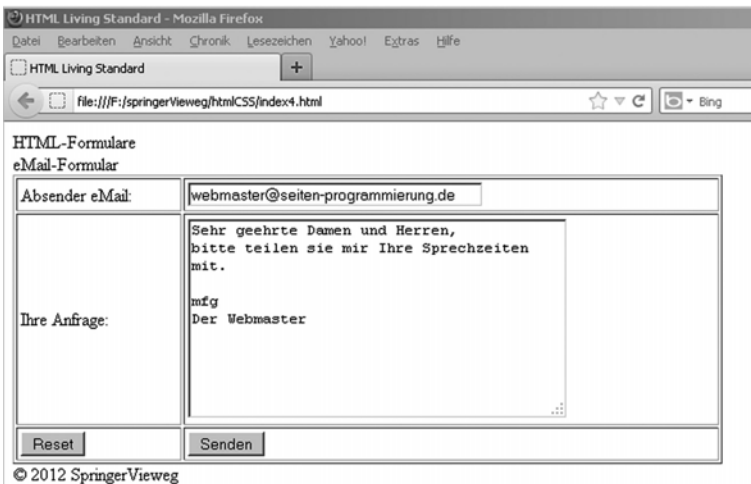 HTML Living Standard - Mozilla Firefox
Datei Bearbeiten Ansicht Chronik Lesezeichen Yahoo! Extras Hilfe
HTML Living Standard +
file:///F:/springerVieweg/htmlCSS/index4.html Bing
HTML-Formulare
eMail-Formular
Absender eMail: webmaster@seiten-programmierung.de
Sehr geehrte Damen und Herren,
bitte teilen sie mir Ihre Sprechzeiten
mit.
mfg
Ihre Anfrage: Der Webmaster
Reset Senden
© 2012 SpringerVieweg